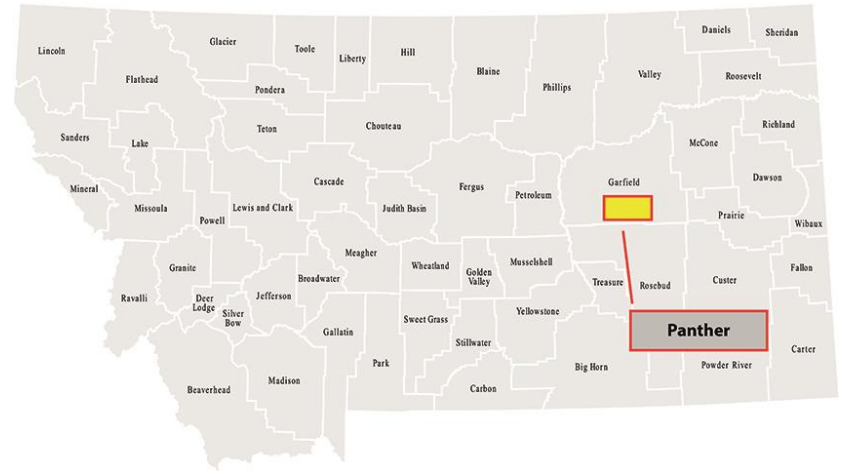 Lincoln
Glacier
Toole
Liberty
Hill
Blaine
Phillips
Valley
Daniels
Sheridan
Flathead
Pondera
Roosevelt
Sanders
Lake
Teton
Chouteau
McCone
Richland
Mineral
Missoula
Powell
Lewis and Clark
Cascade
Judith Basin
Fergus
Petroleum
Garfield
Dawson
Prairie
Wibaux
Granite
Meagher
Wheatland
Golden
Valley
Musselshell
Treasure
Rosebud
Custer
Fallon
Ravalli
Deer
Lodge
Silver
Bow
Jefferson
Broadwater
Gallatin
Sweet Grass
Yellowstone
Panther
Stillwater
Park
Big Horn
Powder River
Carter
Beaverhead
Madison
Carbon